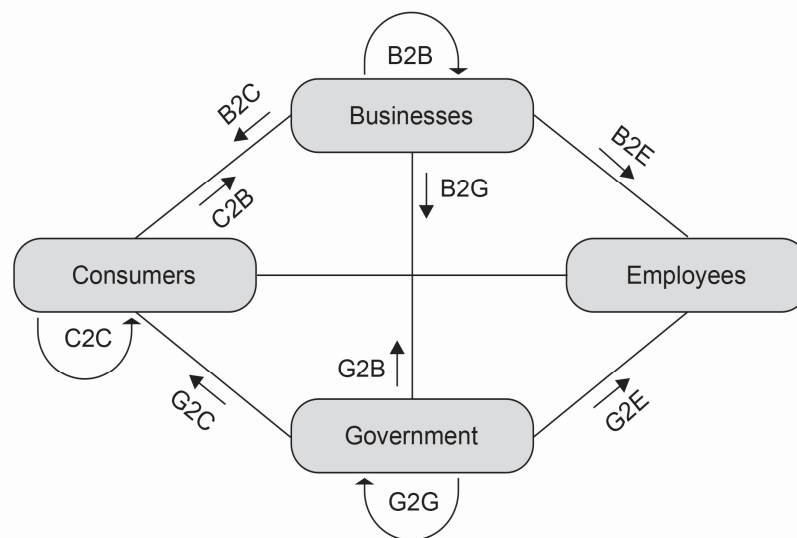 B2B
Businesses
B2C
B2E
C2B
B2G
Consumers
Employees
C2C
G2B
G2C
G2E
Government
G2G